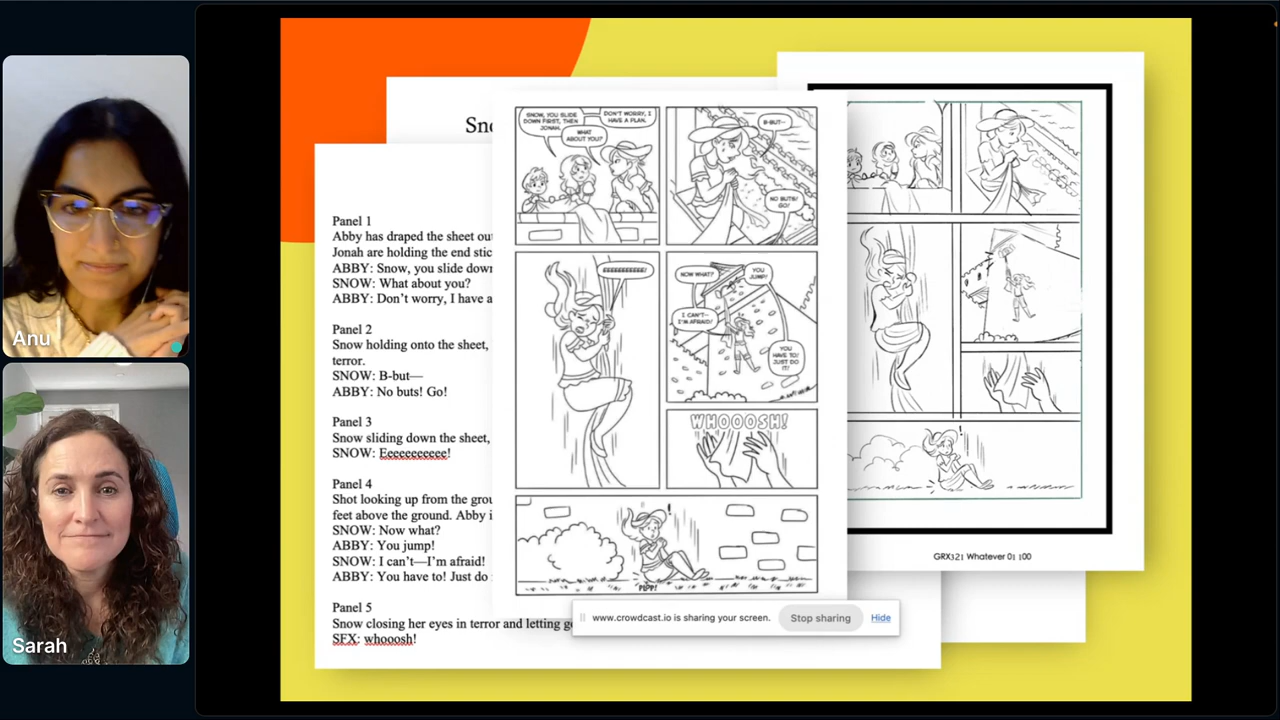 Anu
Sarah
Sno
Panel 1
Abby has draped the sheet out
Jonah are holding the end stic
ABBY: Snow, you slide down
SNOW: What about you?
ABBY: Don't worry, I have a
Panel 2
Snow holding onto the sheet,
terror.
SNOW: B-but—
ABBY: No buts! Go!
Panel 3
Snow sliding down the sheet,
SNOW: Eeeeeeeeeee!
Panel 4
Shot looking up from the grou
feet above the ground. Abby i
SNOW: Now what?
ABBY: You jump!
SNOW: I can't—I'm afraid!
ABBY: You have to! Just do
Panel 5
Snow closing her eyes in terror and letting go
SFX: whooosh!
SNOW, YOU SLIDE
DOWN FIRST, THEN
JONAH.
WHAT
ABOUT YOU?
DON'T WORRY, I
HAVE A PLAN.
B-BUT--
NO BUTS!
GO!
EEEEEEEEEEE!
NOW WHAT?
YOU
JUMP!
I CAN'T--
I'M AFRAID!
YOU
HAVE TO!
JUST DO
IT!
WHOOOSH!
!
!
GRX321 Whatever 01 100
www.crowdcast.io is sharing your screen.
Stop sharing
Hide